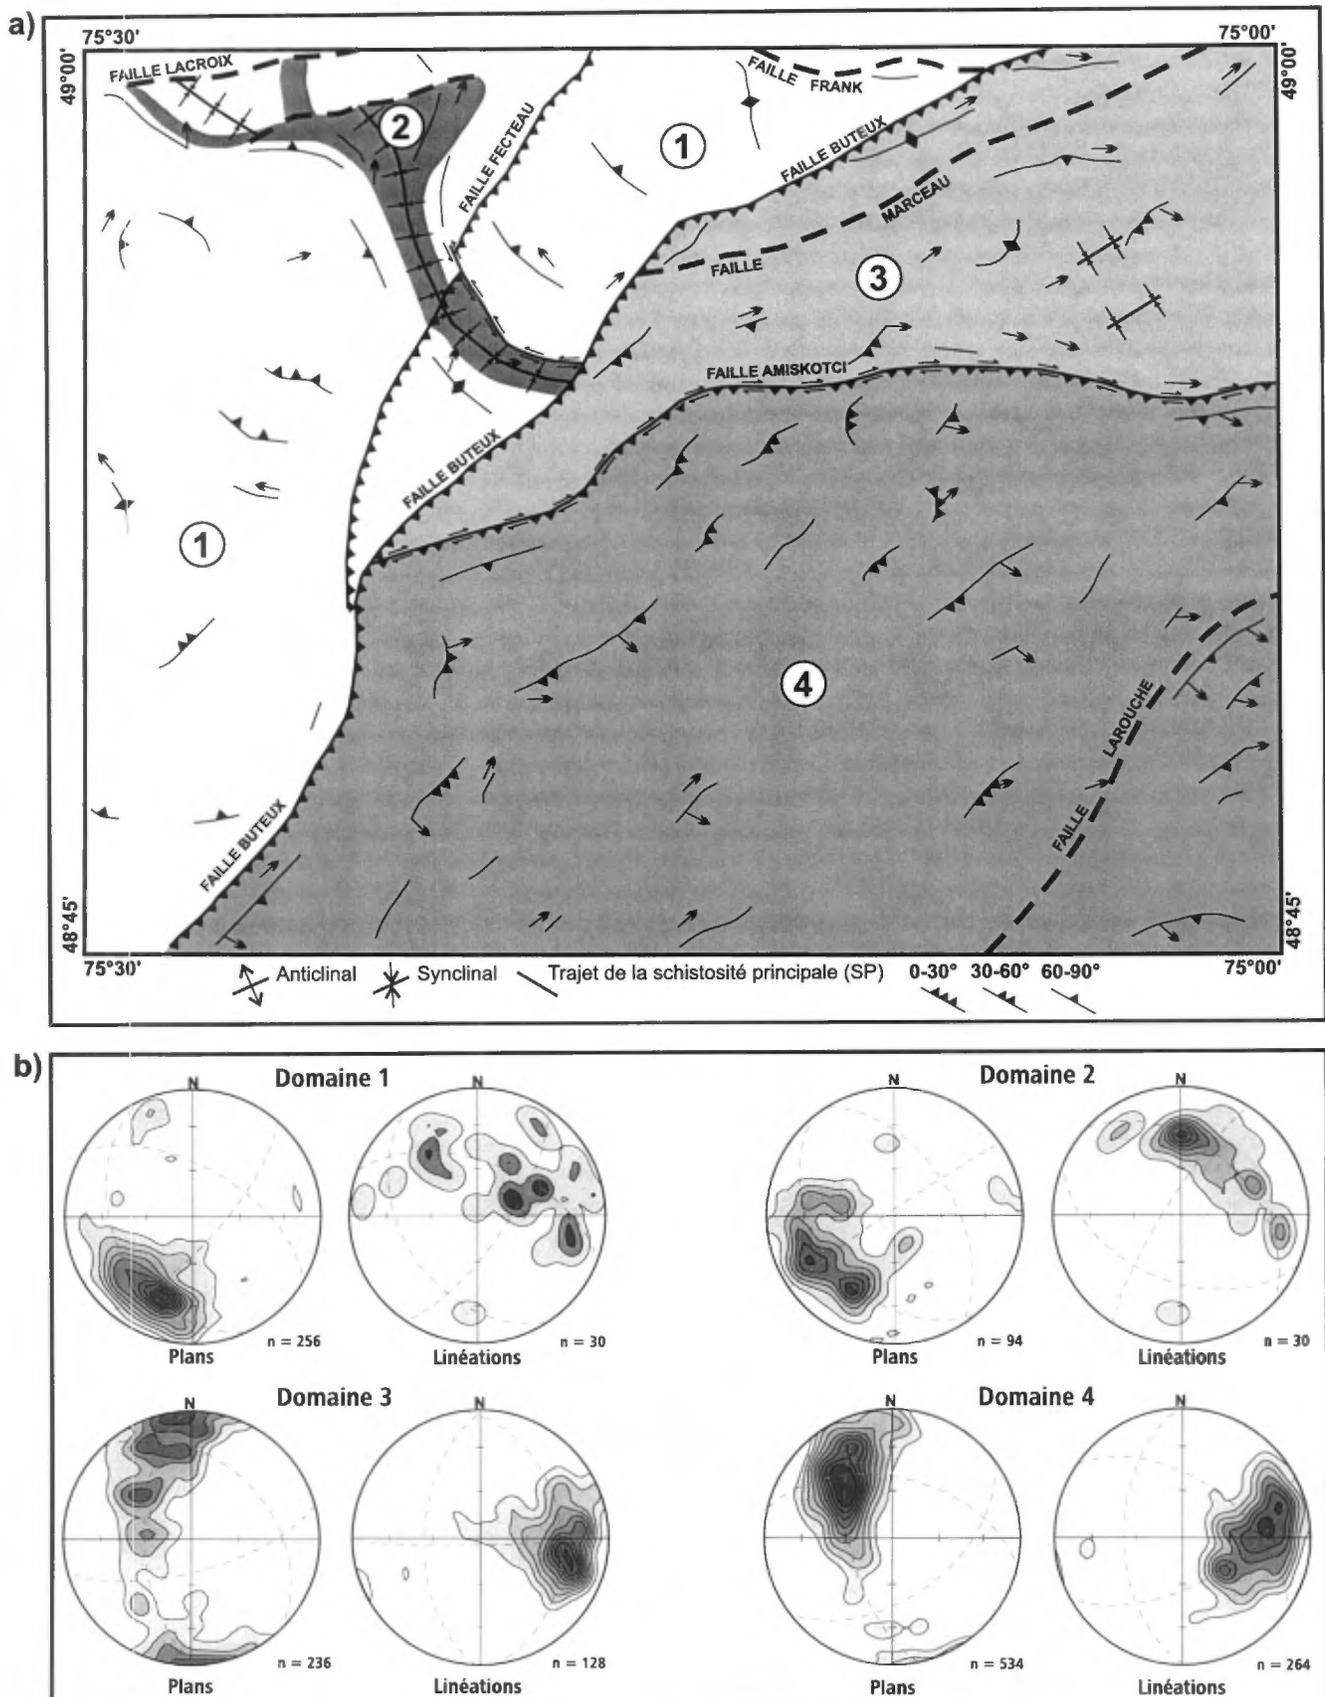 a)
75°30'
75°00'
49°00'
49°00'
FAILLE LACROIX
FAILLE FRANK
2
1
FAILLE FECTEAU
FAILLE BUTEUX
FAILLE MARCEAU
3
FAILLE AMISKOTCI
FAILLE BUTEUX
1
4
FAILLE LAROUCHE
FAILLE BUTEUX
48°45'
48°45'
75°30'
75°00'
Anticlinal
Synclinal
Trajet de la schistosité principale (SP)
0-30° 30-60° 60-90°
b)
Domaine 1
N
N
n = 256
n = 30
Plans
Linéations
Domaine 2
N
N
n = 94
n = 30
Plans
Linéations
Domaine 3
N
N
n = 236
n = 128
Plans
Linéations
Domaine 4
N
N
n = 534
n = 264
Plans
Linéations